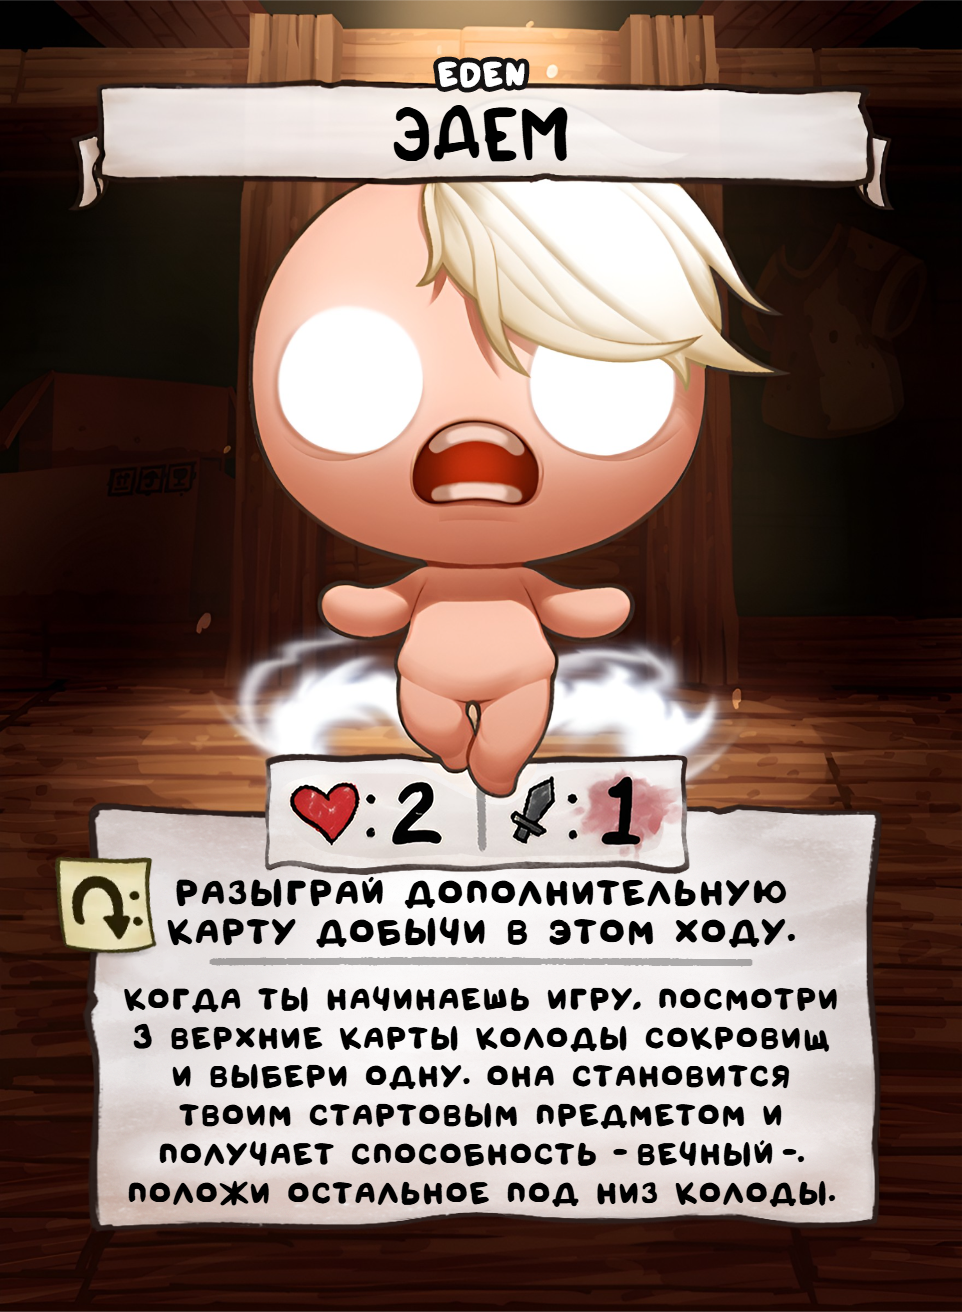 EDEN
ЭДЕМ
: 2 : 1
: РАЗЫГРАЙ ДОПОЛНИТЕЛЬНУЮ
КАРТУ ДОБЫЧИ В ЭТОМ ХОДУ.
КОГДА ТЫ НАЧИНАЕШЬ ИГРУ, ПОСМОТРИ
3 ВЕРХНИЕ КАРТЫ КОЛОДЫ СОКРОВИЩ
И ВЫБЕРИ ОДНУ. ОНА СТАНОВИТСЯ
ТВОИМ СТАРТОВЫМ ПРЕДМЕТОМ И
ПОЛУЧАЕТ СПОСОБНОСТЬ - ВЕЧНЫЙ -.
ПОЛОЖИ ОСТАЛЬНОЕ ПОД НИЗ КОЛОДЫ.